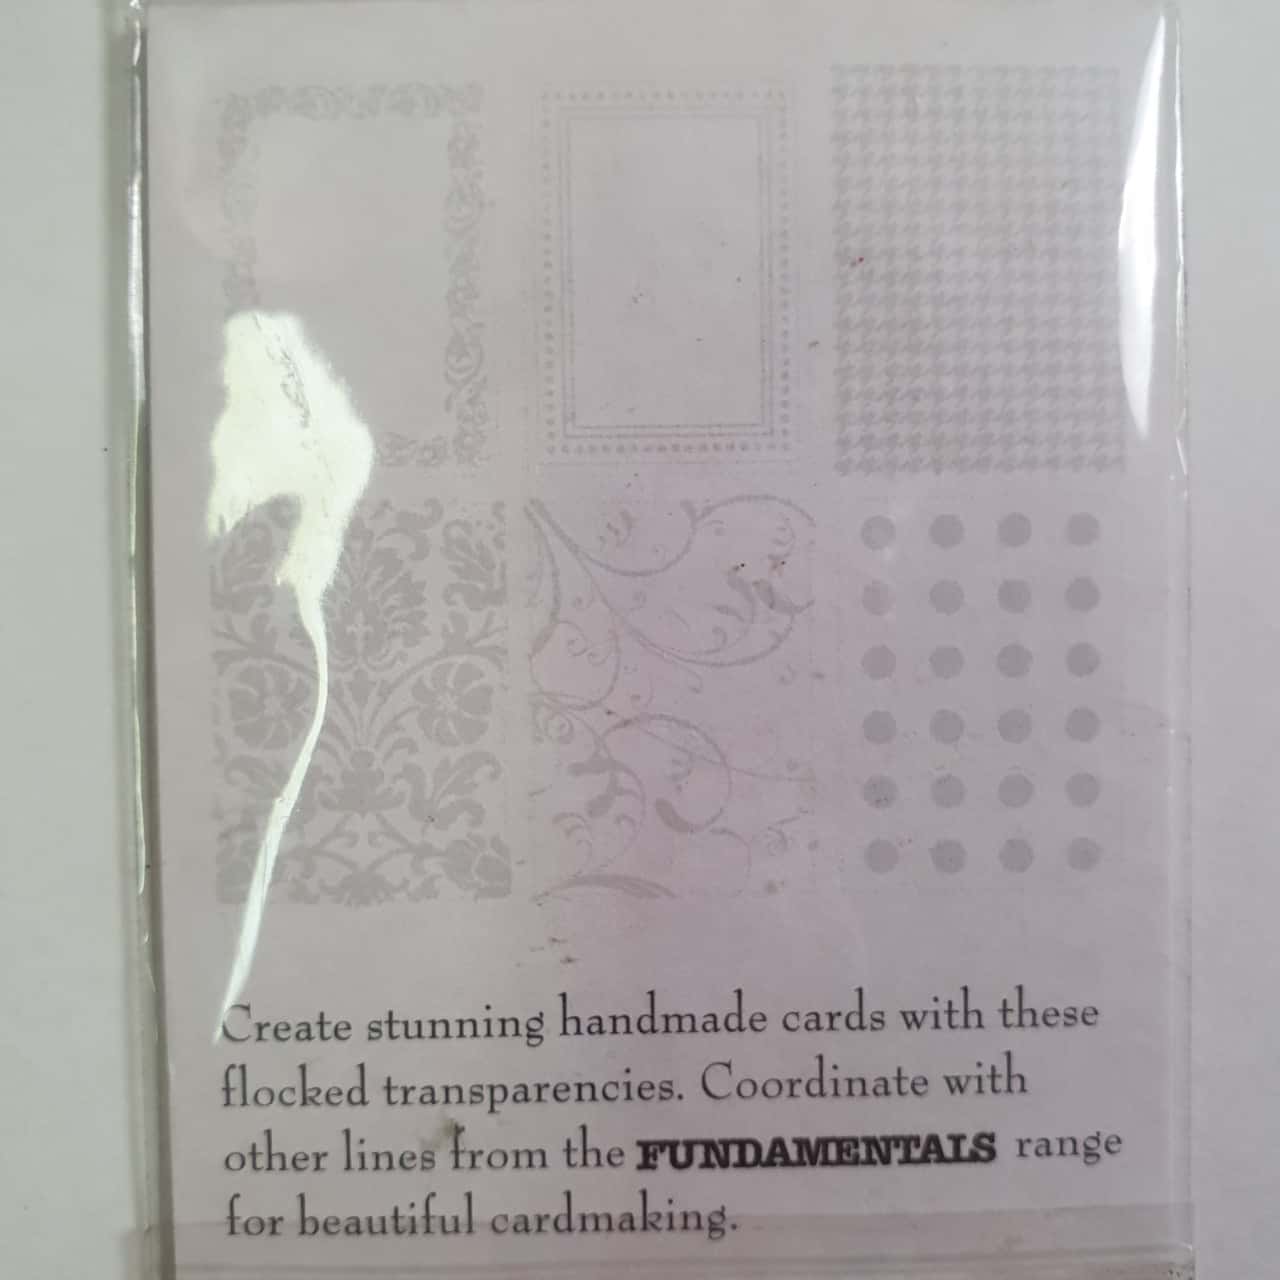 Create stunning handmade cards with these
flocked transparencies. Coordinate with
other lines from the FUNDAMENTALS range
for beautiful cardmaking.